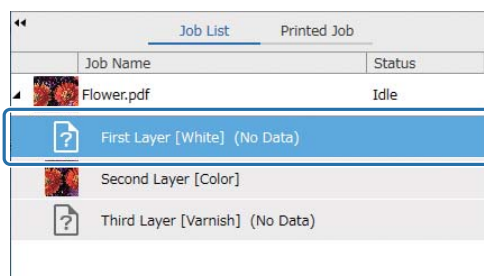 Job List Printed Job
Job Name Status
Flower.pdf Idle
First Layer [White] (No Data)
Second Layer [Color]
Third Layer [Varnish] (No Data)